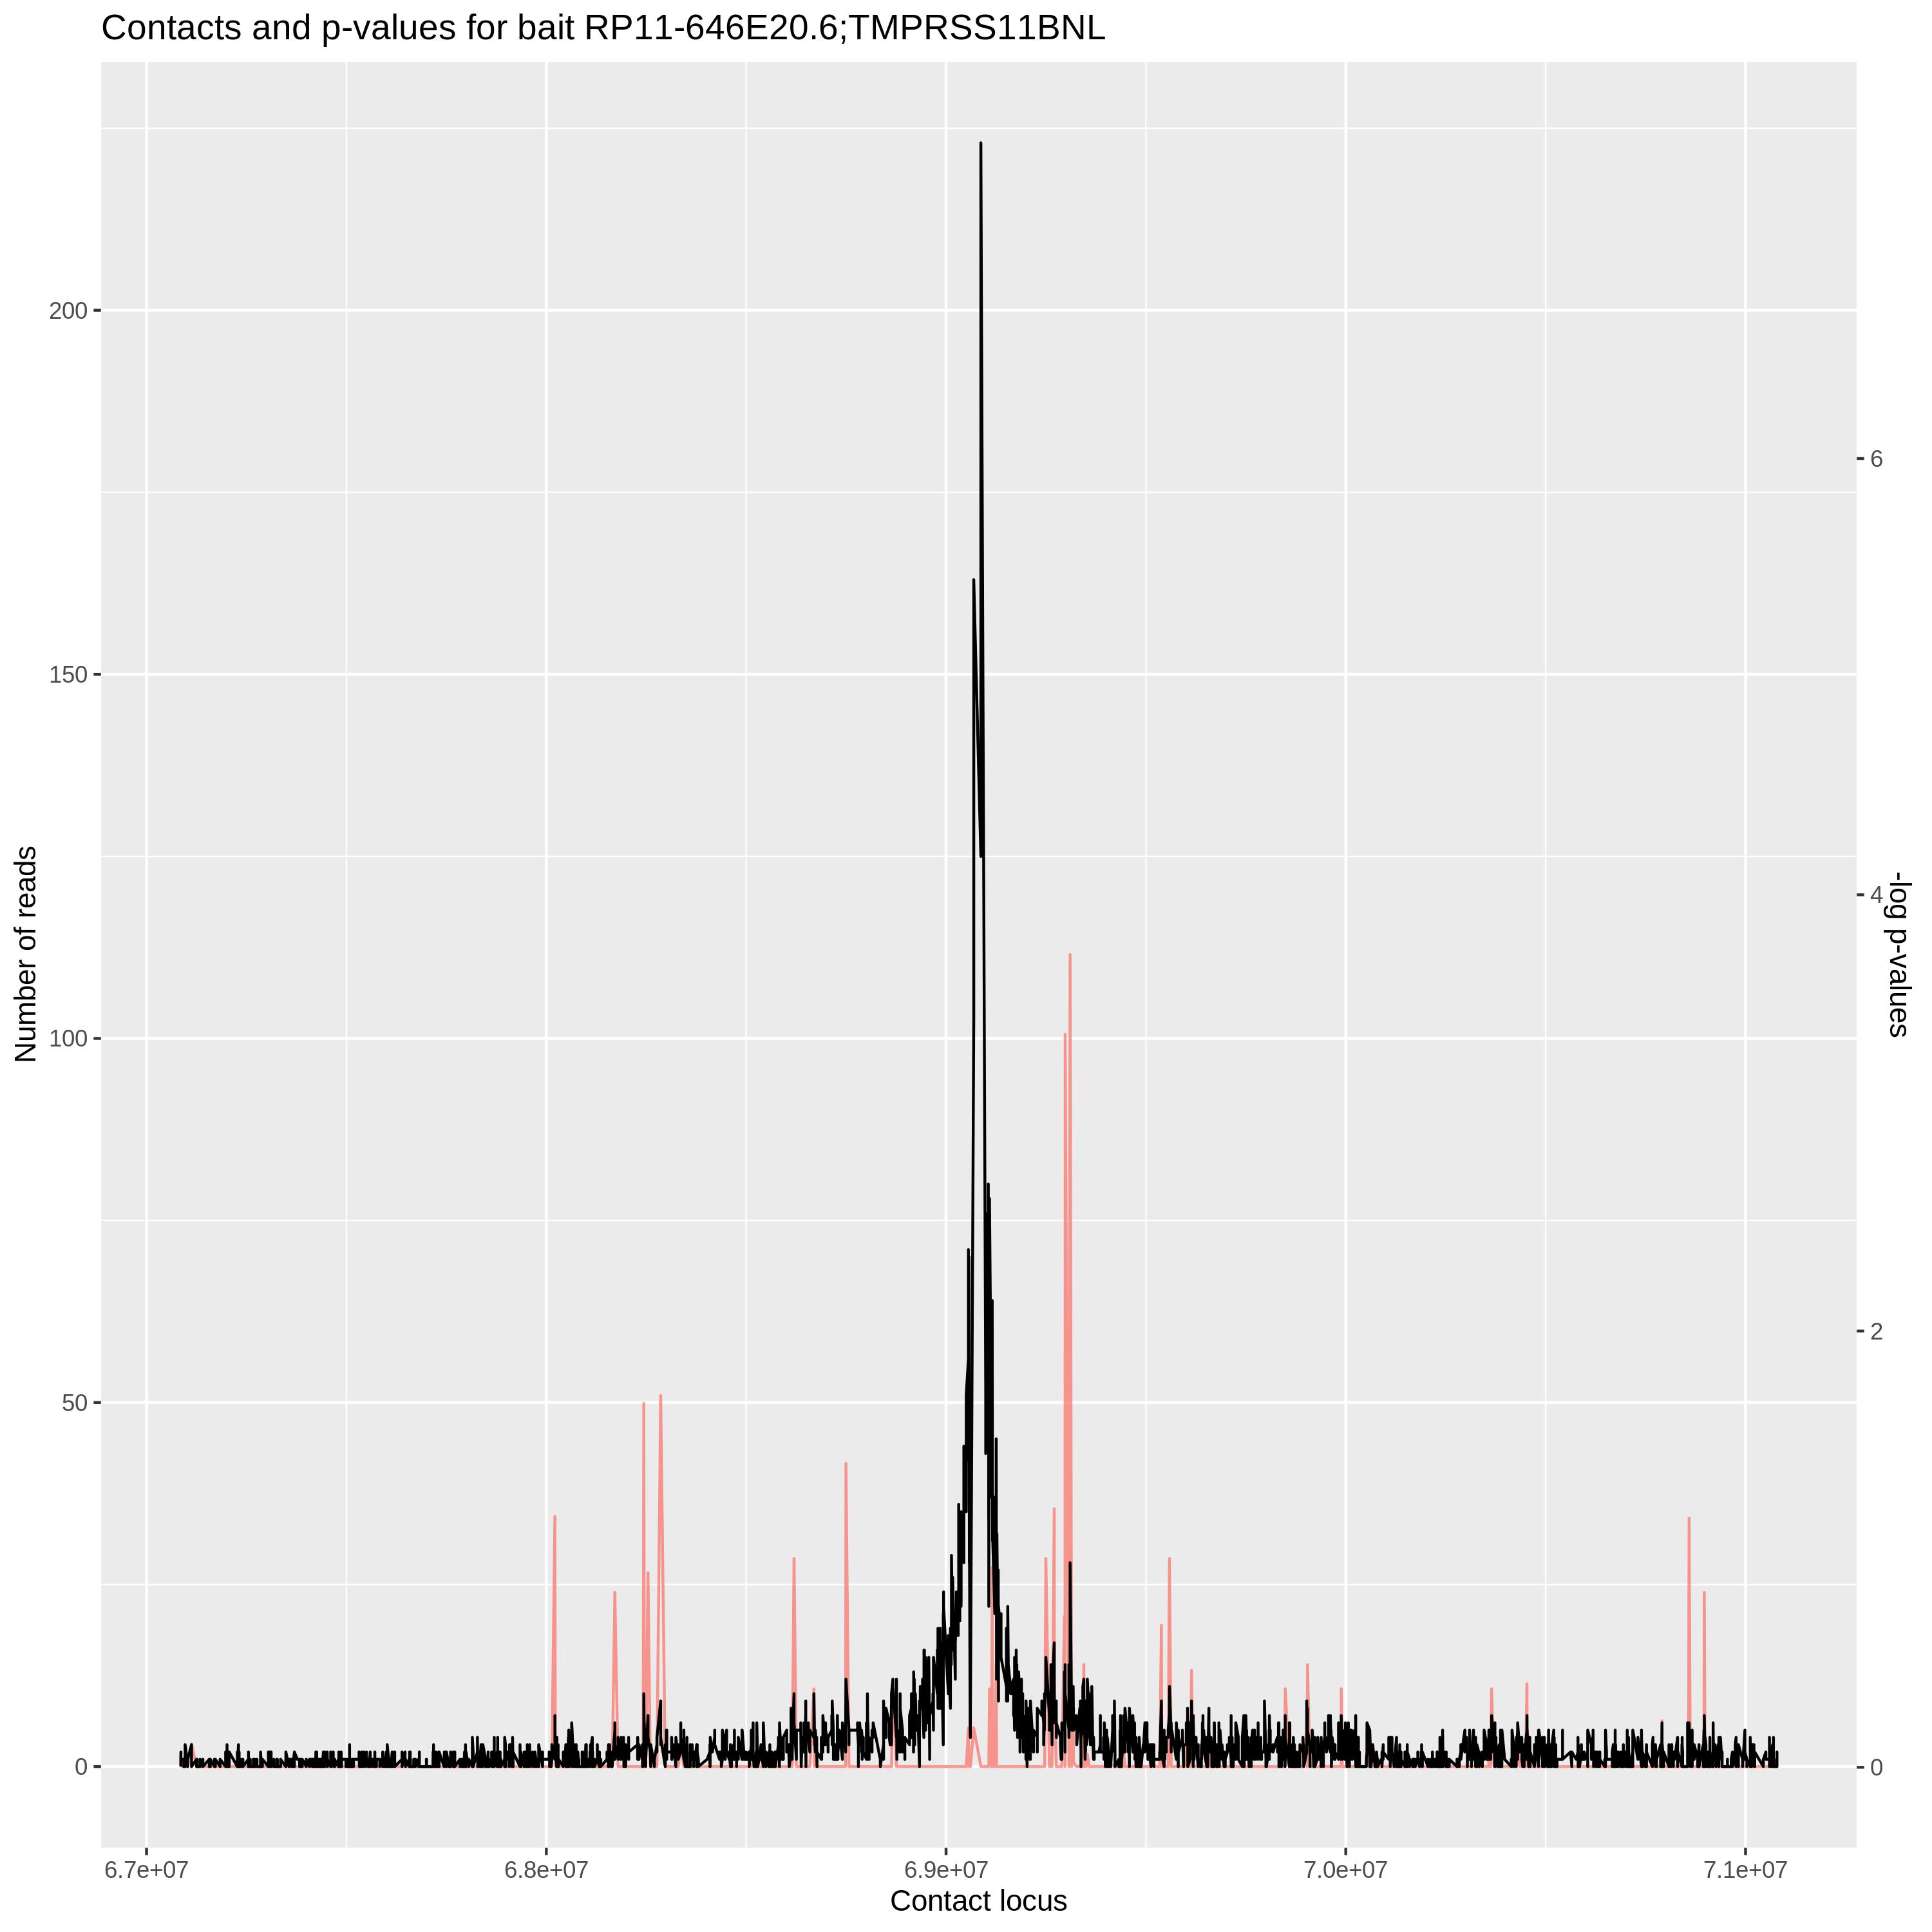 Contacts and p-values for bait RP11-646E20.6;TMPRSS11BNL
Number of reads
200
150
100
50
0
6
4
2
0
-log p-values
6.7e+07
6.8e+07
6.9e+07
7.0e+07
7.1e+07
Contact locus